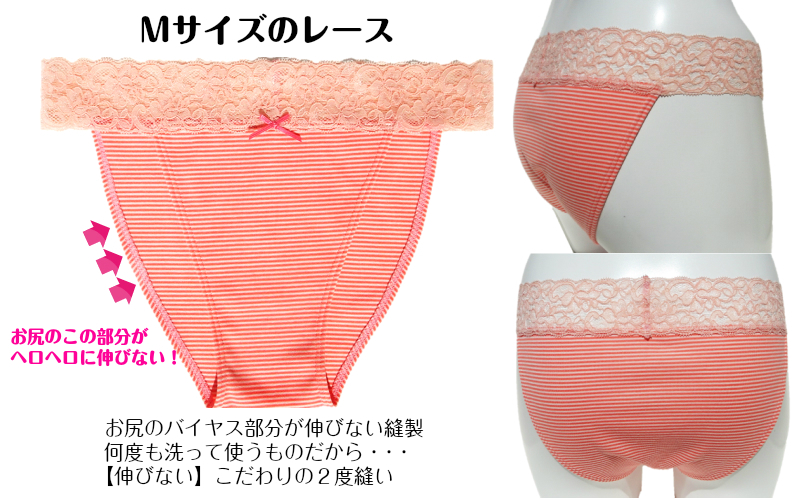 Mサイズのレース
お尻のこの部分が
ヘロヘロに伸びない！
お尻のバイヤス部分が伸びない縫製
何度も洗って使うものだから・・・
【伸びない】こだわりの２度縫い